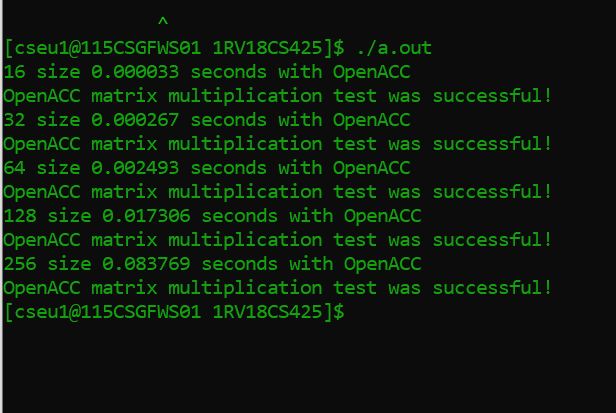 ^
[cseu1@115CSGFWS01 1RV18CS425]$ ./a.out
16 size 0.000033 seconds with OpenACC
OpenACC matrix multiplication test was successful!
32 size 0.000267 seconds with OpenACC
OpenACC matrix multiplication test was successful!
64 size 0.002493 seconds with OpenACC
OpenACC matrix multiplication test was successful!
128 size 0.017306 seconds with OpenACC
OpenACC matrix multiplication test was successful!
256 size 0.083769 seconds with OpenACC
OpenACC matrix multiplication test was successful!
[cseu1@115CSGFWS01 1RV18CS425]$